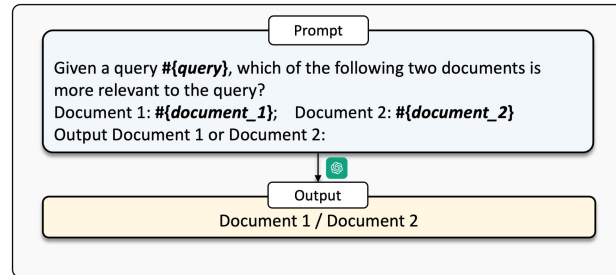 Prompt
Given a query #{query}, which of the following two documents is
more relevant to the query?
Document 1: #{document_1}; Document 2: #{document_2}
Output Document 1 or Document 2:
Output
Document 1 / Document 2